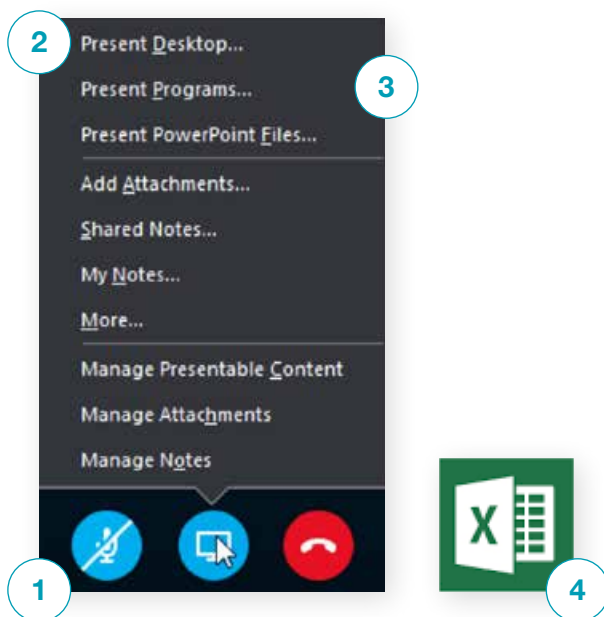 2
Present Desktop...
Present Programs...
3
Present PowerPoint Files...
Add Attachments...
Shared Notes...
My Notes...
More...
Manage Presentable Content
Manage Attachments
Manage Notes
X
1
4